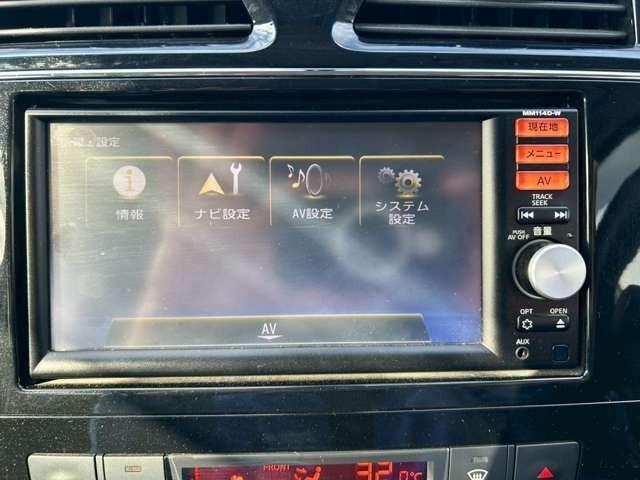 MM114D-W
現在地
メニュー
AV
TRACK
SEEK
音量
PUSH
AV OFF
OPT
OPEN
AUX
・設定
情報
ナビ設定
AV設定
システム
設定
AV
FRONT
32.0℃